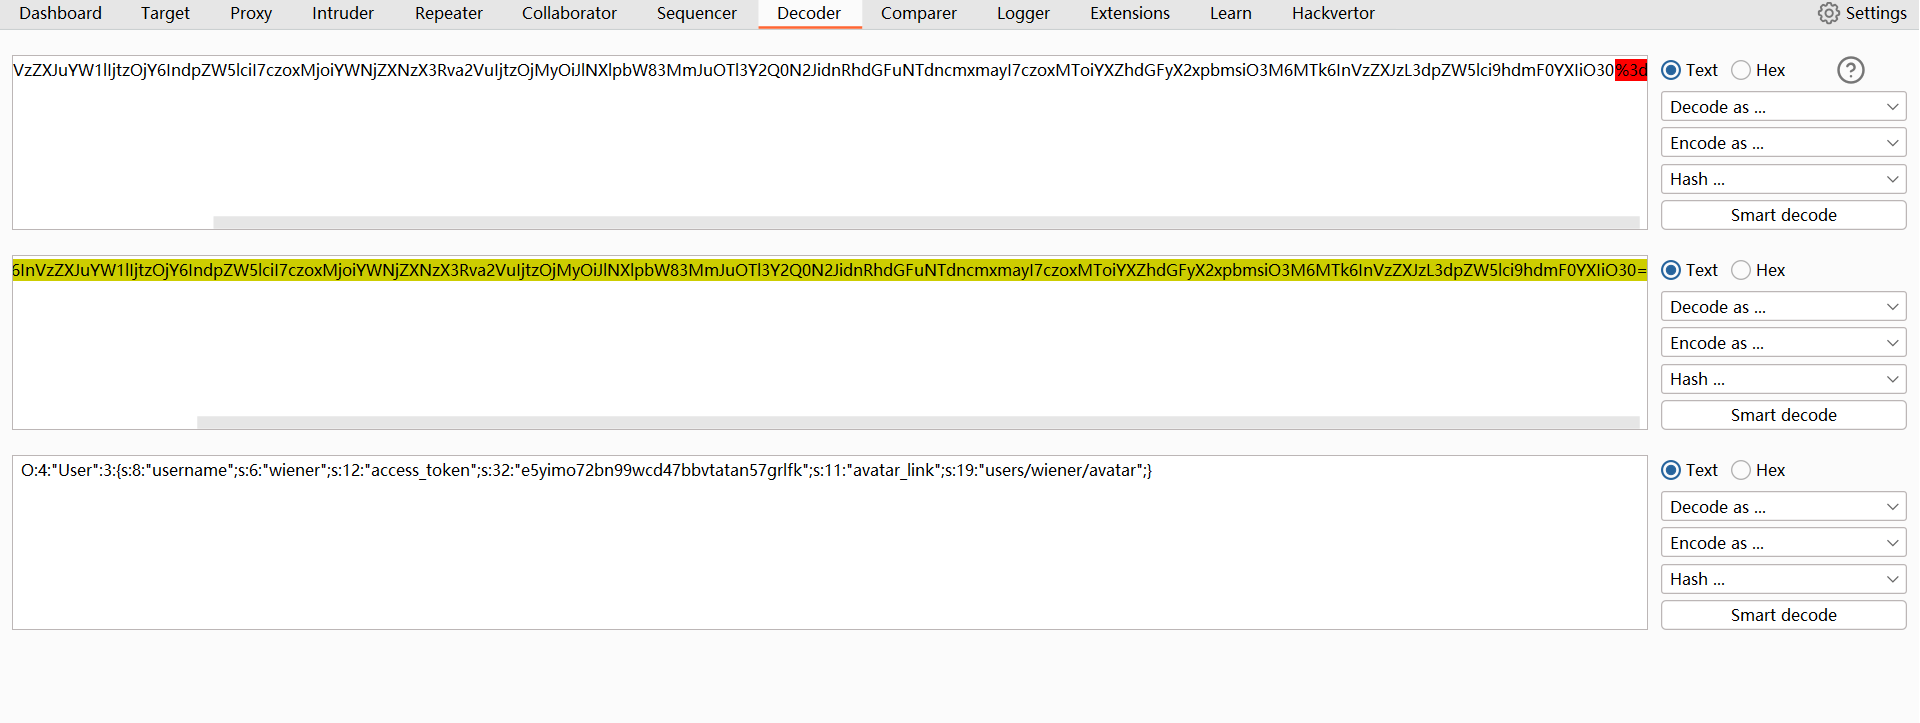 Dashboard Target Proxy Intruder Repeater Collaborator Sequencer Decoder Comparer Logger Extensions Learn Hackvertor Settings
VzZXJuYW1lIjtzOjY6IndpZW5lciI7czoxMjoiYWNjZXNzX3Rva2VuIjtzOjMyOiJlNXlpbW83MmJuOTl3Y2Q0N2JidnRhdGFuNTdncmxmayI7czoxMToiYXZhdGFyX2xpbmsiO3M6MTk6InVzZXJzL3dpZW5lci9hdmF0YXIiO30%3d
Text Hex ?
Decode as ...
Encode as ...
Hash ...
Smart decode
6InVzZXJuYW1lIjtzOjY6IndpZW5lciI7czoxMjoiYWNjZXNzX3Rva2VuIjtzOjMyOiJlNXlpbW83MmJuOTl3Y2Q0N2JidnRhdGFuNTdncmxmayI7czoxMToiYXZhdGFyX2xpbmsiO3M6MTk6InVzZXJzL3dpZW5lci9hdmF0YXIiO30=
Text Hex
Decode as ...
Encode as ...
Hash ...
Smart decode
O:4:"User":3:{s:8:"username";s:6:"wiener";s:12:"access_token";s:32:"e5yimo72bn99wcd47bbvtatan57grlfk";s:11:"avatar_link";s:19:"users/wiener/avatar";}
Text Hex
Decode as ...
Encode as ...
Hash ...
Smart decode